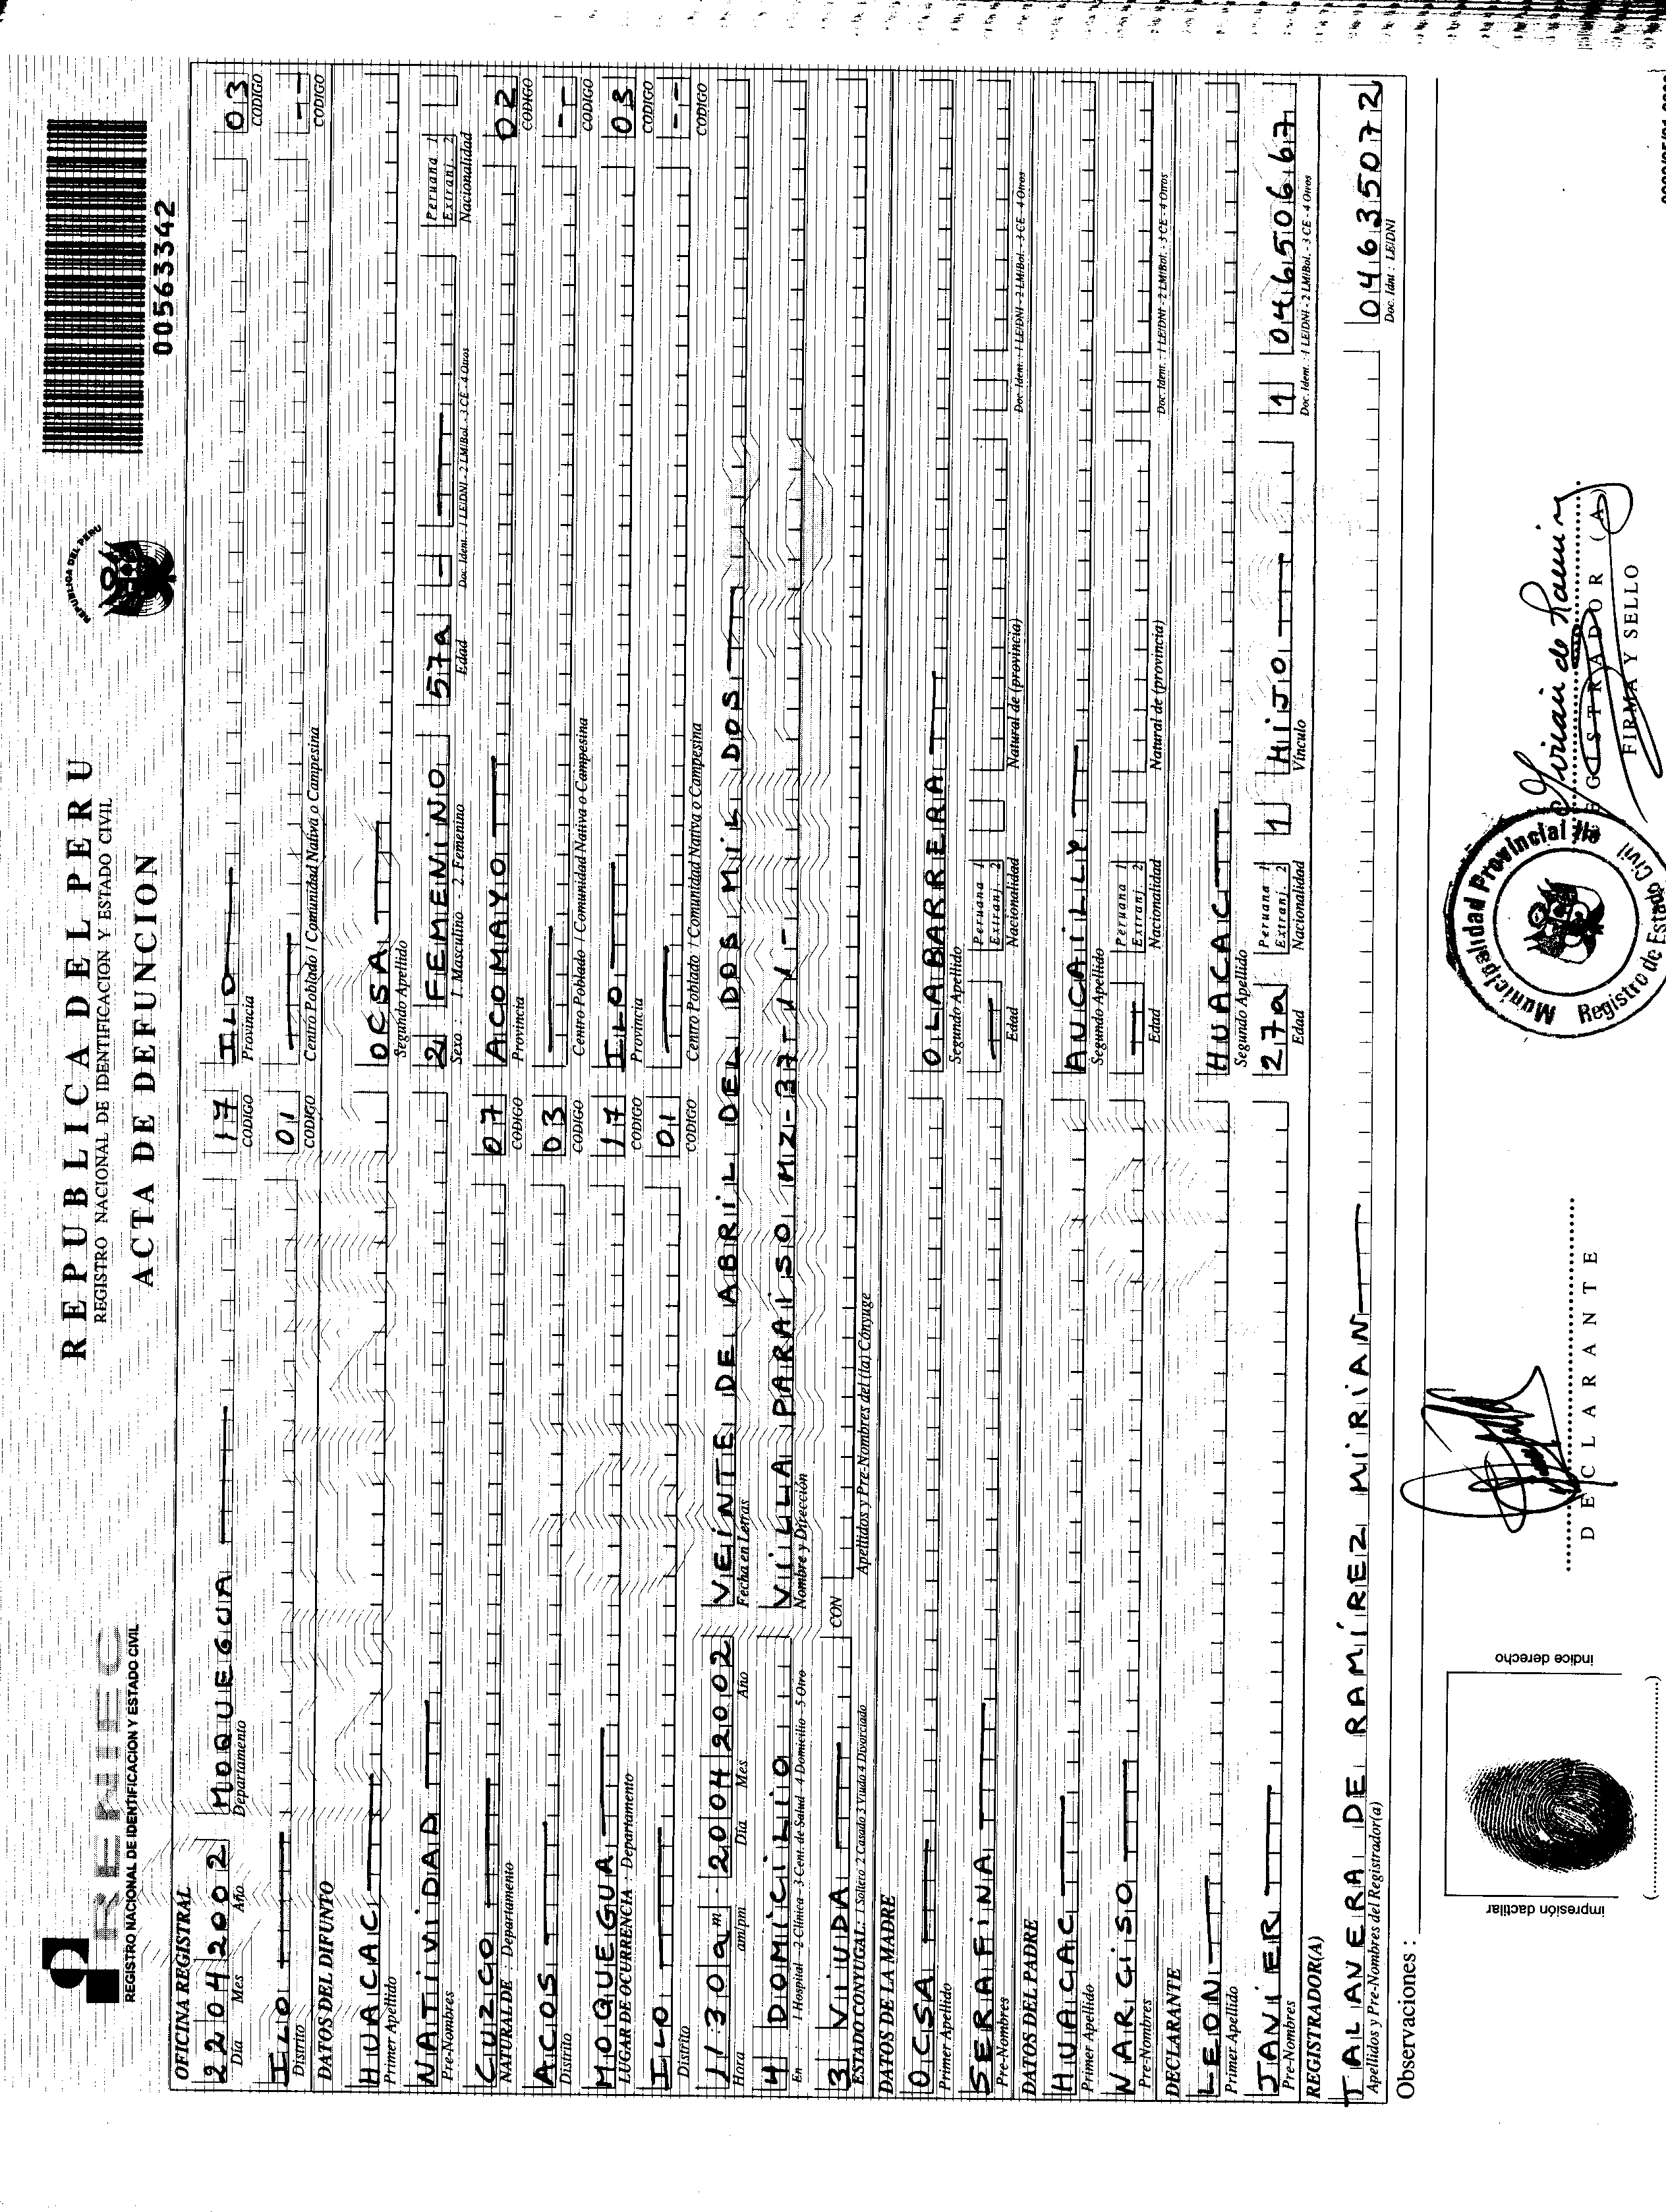 RENIEC
REGISTRO NACIONAL DE IDENTIFICACION Y ESTADO CIVIL
REPUBLICA DEL PERU
REGISTRO NACIONAL DE IDENTIFICACION Y ESTADO CIVIL
ACTA DE DEFUNCION
REPUBLICA DEL PERU
00563342
OFICINA REGISTRAL
22 04 2002 MOQUEGUA 17 ILO 03
Día Mes Año Departamento CODIGO Provincia CODIGO
ILO 01 --
Distrito CODIGO Centro Poblado / Comunidad Nativa o Campesina CODIGO
DATOS DEL DIFUNTO
HUACAC OCSA
Primer Apellido Segundo Apellido
NATIVIDAD 2 FEMENINO 57a - Peruana 1 Extranj. 2
Pre-Nombres Sexo : 1. Masculino - 2. Femenino Edad Doc. Ident. : 1 LE/DNI - 2 LM/Bol. - 3 CE - 4 Otros Nacionalidad
CUZCO 07 ACOMAYO 02
NATURAL DE : Departamento CODIGO Provincia CODIGO
ACOS 03 --
Distrito CODIGO Centro Poblado / Comunidad Nativa o Campesina CODIGO
MOQUEGUA 17 ILO 03
LUGAR DE OCURRENCIA : Departamento CODIGO Provincia CODIGO
ILO 01 --
Distrito CODIGO Centro Poblado / Comunidad Nativa o Campesina CODIGO
11:30 am 20 04 2002 VEINTE DE ABRIL DEL DOS MIL DOS
Hora am/pm Día Mes Año Fecha en Letras
4 DOMICILIO VILLA PARAISO MZ-37-
En : 1 Hospital - 2 Clínica - 3 Cent. de Salud - 4 Domicilio - 5 Otro Nombre y Dirección
3 VIUDA CON
ESTADO CONYUGAL: 1 Soltero 2 Casado 3 Viudo 4 Divorciado Apellidos y Pre-Nombres del (la) Cónyuge
DATOS DE LA MADRE
OCSA OLABARRERA
Primer Apellido Segundo Apellido
SERAFINA Peruana 1 Extranj. 2
Pre-Nombres Edad Nacionalidad Natural de (provincia) Doc. Ident. : 1 LE/DNI - 2 LM/Bol. - 3 CE - 4 Otros
DATOS DEL PADRE
HUACAC AUCAILLY
Primer Apellido Segundo Apellido
NARCISO Peruana 1 Extranj. 2
Pre-Nombres Edad Nacionalidad Natural de (provincia) Doc. Ident. : 1 LE/DNI - 2 LM/Bol. - 3 CE - 4 Otros
DECLARANTE
LEON HUACAC
Primer Apellido Segundo Apellido
JAVIER 27a Peruana 1 Extranj. 2 1 HIJO 1 04650667
Pre-Nombres Edad Nacionalidad Vínculo Doc. Ident. : 1 LE/DNI - 2 LM/Bol. - 3 CE - 4 Otros
REGISTRADOR(A)
TALANERA DE RAMÍREZ MIRIAN 04635072
Apellidos y Pre-Nombres del Registrador(a) Doc. Idnt : LE/DNI
Observaciones :
impresión dactilar
indice derecho
DECLARANTE
Municipalidad Provincial Ilo
Registro de Estado Civil
REGISTRADOR (A)
FIRMA Y SELLO